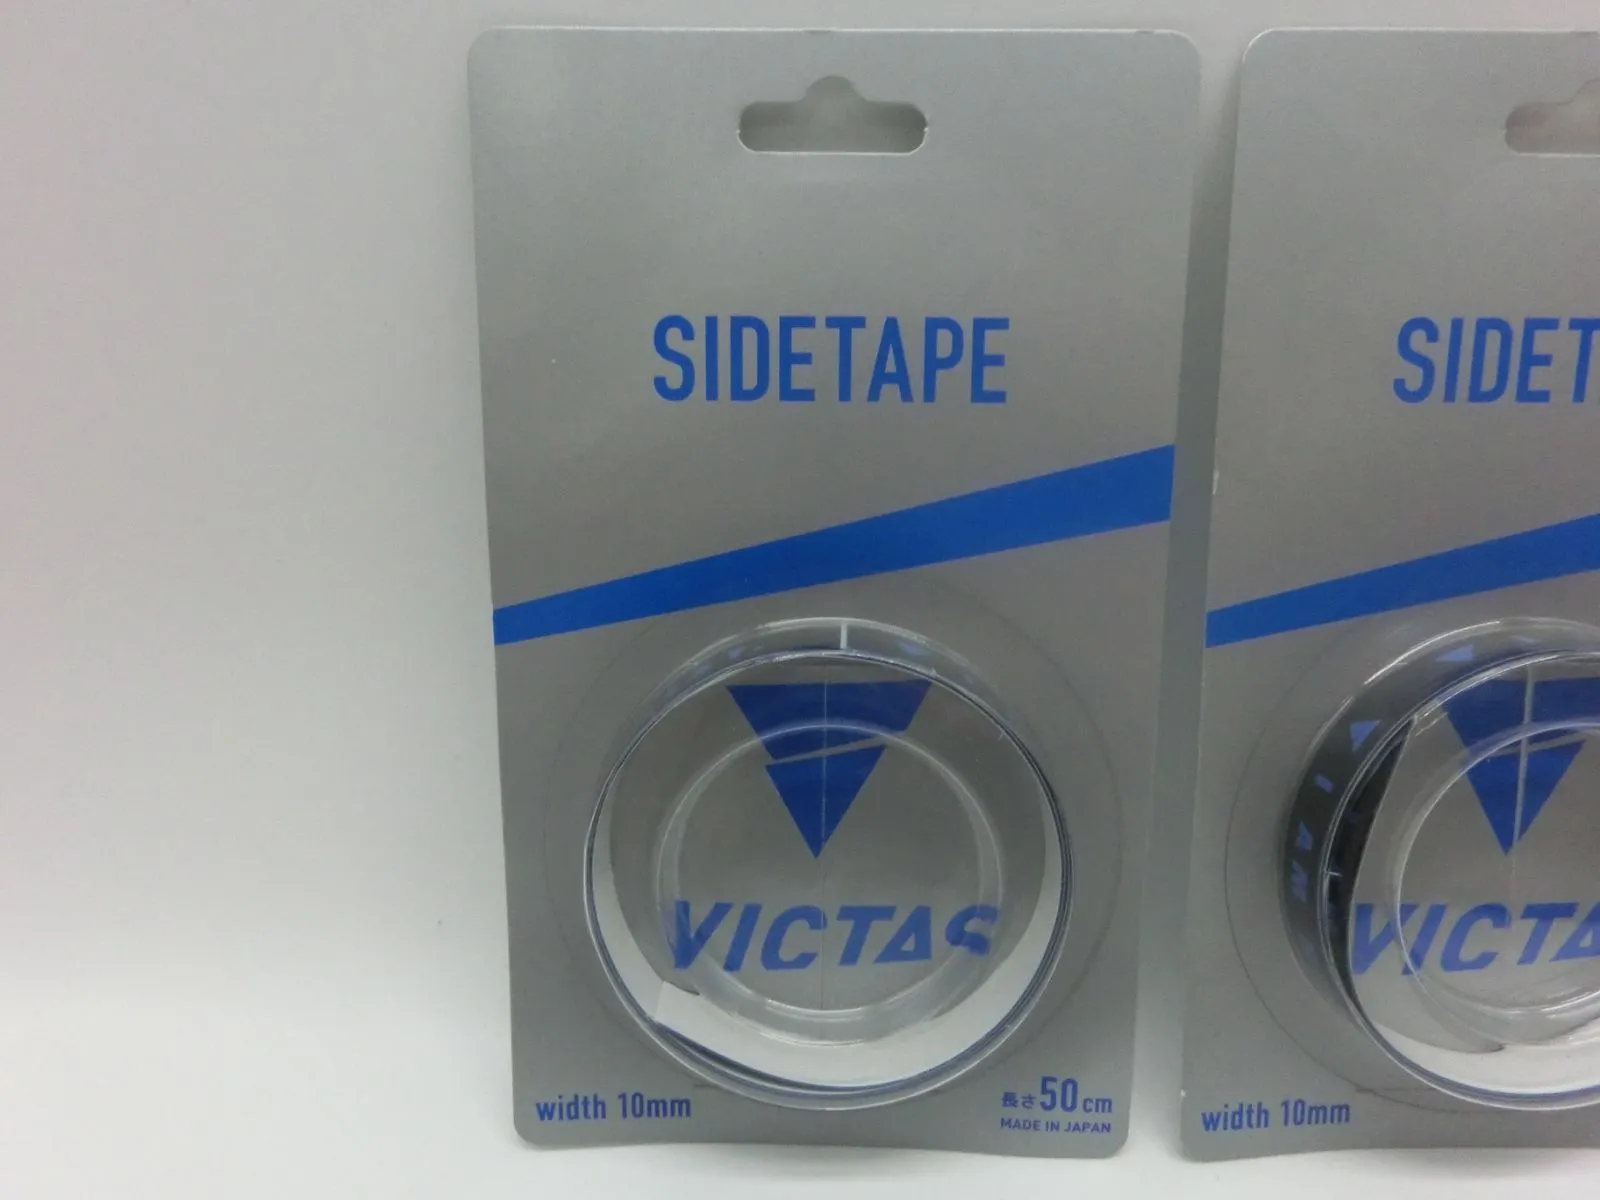 SIDETAPE
VICTAS
width 10mm
長さ50cm
MADE IN JAPAN
SIDET
VICTA
width 10mm